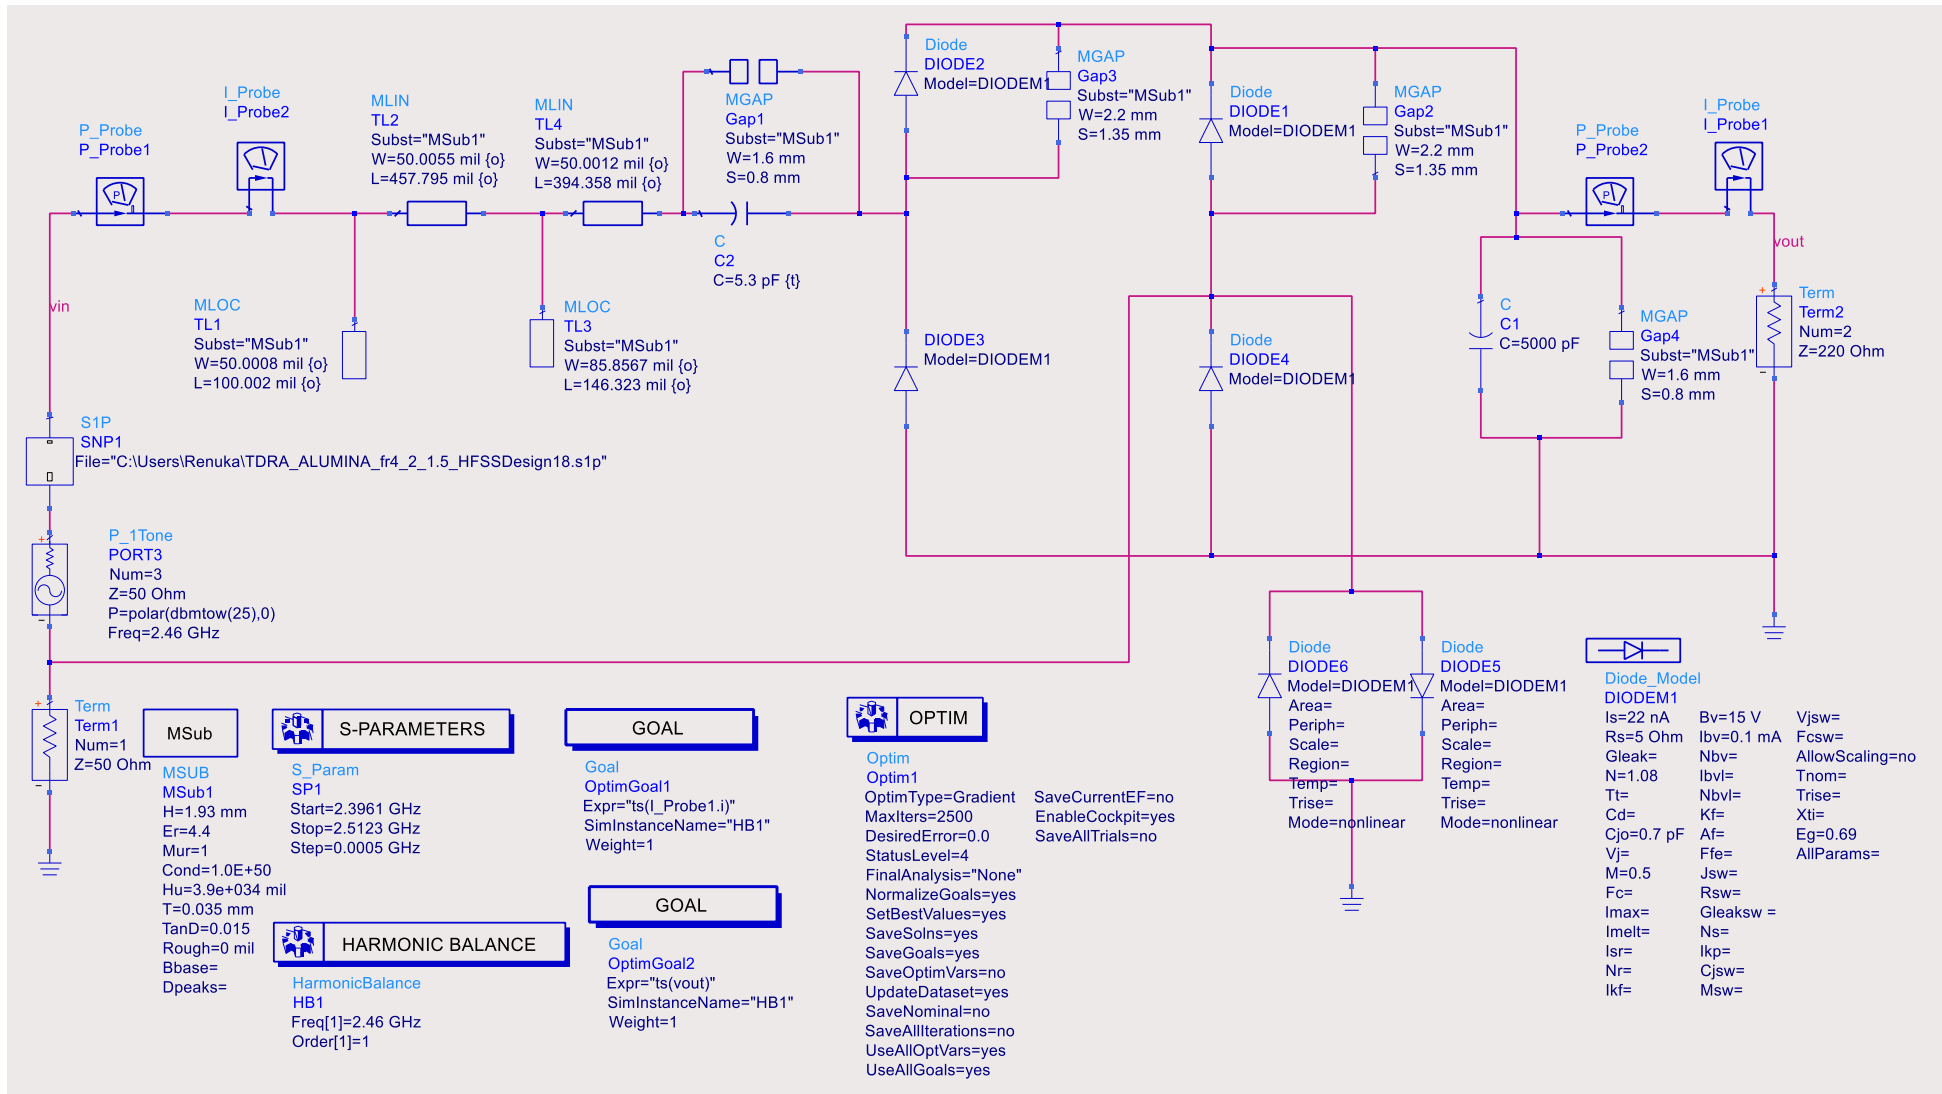 P_Probe
P_Probe1
I_Probe
I_Probe2
MLIN
TL2
Subst="MSub1"
W=50.0055 mil {o}
L=457.795 mil {o}
MLIN
TL4
Subst="MSub1"
W=50.0012 mil {o}
L=394.358 mil {o}
MGAP
Gap1
Subst="MSub1"
W=1.6 mm
S=0.8 mm
C
C2
C=5.3 pF {t}
Diode
DIODE2
Model=DIODEM1
MGAP
Gap3
Subst="MSub1"
W=2.2 mm
S=1.35 mm
Diode
DIODE1
Model=DIODEM1
MGAP
Gap2
Subst="MSub1"
W=2.2 mm
S=1.35 mm
P_Probe
P_Probe2
I_Probe
I_Probe1
P
P
vin
vout
MLOC
TL1
Subst="MSub1"
W=50.0008 mil {o}
L=100.002 mil {o}
MLOC
TL3
Subst="MSub1"
W=85.8567 mil {o}
L=146.323 mil {o}
DIODE3
Model=DIODEM1
Diode
DIODE4
Model=DIODEM1
C
C1
C=5000 pF
MGAP
Gap4
Subst="MSub1"
W=1.6 mm
S=0.8 mm
+
-
Term
Term2
Num=2
Z=220 Ohm
S1P
SNP1
File="C:\Users\Renuka\TDRA_ALUMINA_fr4_2_1.5_HFSSDesign18.s1p"
+
-
P_1Tone
PORT3
Num=3
Z=50 Ohm
P=polar(dbmtow(25),0)
Freq=2.46 GHz
+
-
Term
Term1
Num=1
Z=50 Ohm
MSub
MSUB
MSub1
H=1.93 mm
Er=4.4
Mur=1
Cond=1.0E+50
Hu=3.9e+034 mil
T=0.035 mm
TanD=0.015
Rough=0 mil
Bbase=
Dpeaks=
S-PARAMETERS
S_Param
SP1
Start=2.3961 GHz
Stop=2.5123 GHz
Step=0.0005 GHz
HARMONIC BALANCE
HarmonicBalance
HB1
Freq[1]=2.46 GHz
Order[1]=1
GOAL
Goal
OptimGoal1
Expr="ts(I_Probe1.i)"
SimInstanceName="HB1"
Weight=1
GOAL
Goal
OptimGoal2
Expr="ts(vout)"
SimInstanceName="HB1"
Weight=1
OPTIM
Optim
Optim1
OptimType=Gradient
MaxIters=2500
DesiredError=0.0
StatusLevel=4
FinalAnalysis="None"
NormalizeGoals=yes
SetBestValues=yes
SaveSolns=yes
SaveGoals=yes
SaveOptimVars=no
UpdateDataset=yes
SaveNominal=no
SaveAllIterations=no
UseAllOptVars=yes
UseAllGoals=yes
SaveCurrentEF=no
EnableCockpit=yes
SaveAllTrials=no
Diode
DIODE6
Model=DIODEM1
Area=
Periph=
Scale=
Region=
Temp=
Trise=
Mode=nonlinear
Diode
DIODE5
Model=DIODEM1
Area=
Periph=
Scale=
Region=
Temp=
Trise=
Mode=nonlinear
Diode_Model
DIODEM1
Is=22 nA
Rs=5 Ohm
Gleak=
N=1.08
Tt=
Cd=
Cjo=0.7 pF
Vj=
M=0.5
Fc=
Imax=
Imelt=
Isr=
Nr=
Ikf=
Bv=15 V
Ibv=0.1 mA
Nbv=
Ibvl=
Nbvl=
Kf=
Af=
Ffe=
Jsw=
Rsw=
Gleaksw =
Ns=
Ikp=
Cjsw=
Msw=
Vjsw=
Fcsw=
AllowScaling=no
Tnom=
Trise=
Xti=
Eg=0.69
AllParams=